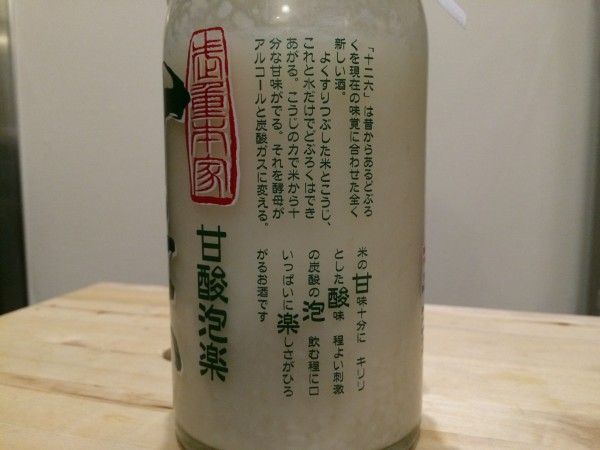 「十二六」は昔からあるどぶろ
くを現在の味覚に合わせた全く
新しい酒。
よくすりつぶした米とこうじ、
これと水だけでどぶろくはでき
あがる。こうじの力で米から十
分な甘味がでる。それを酵母が
アルコールと炭酸ガスに変える。
米の甘味十分に キリリ
とした酸味 程よい刺激
の炭酸の泡 飲む程に口
いっぱいに楽しさがひろ
がるお酒です
武重本家
甘酸泡楽